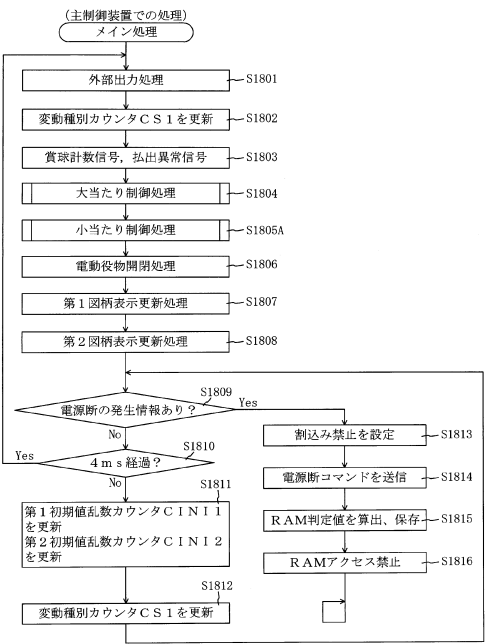 (主制御装置での処理)
メイン処理
外部出力処理
S1801
変動種別カウンタCS1を更新
S1802
賞球計数信号,払出異常信号
S1803
大当たり制御処理
S1804
小当たり制御処理
S1805A
電動役物開閉処理
S1806
第1図柄表示更新処理
S1807
第2図柄表示更新処理
S1808
S1809
電源断の発生情報あり?
Yes
No
S1810
Yes
4ms経過?
No
S1811
第1初期値乱数カウンタCINI1
を更新
第2初期値乱数カウンタCINI2
を更新
S1812
変動種別カウンタCS1を更新
割込み禁止を設定
S1813
電源断コマンドを送信
S1814
RAM判定値を算出、保存
S1815
RAMアクセス禁止
S1816